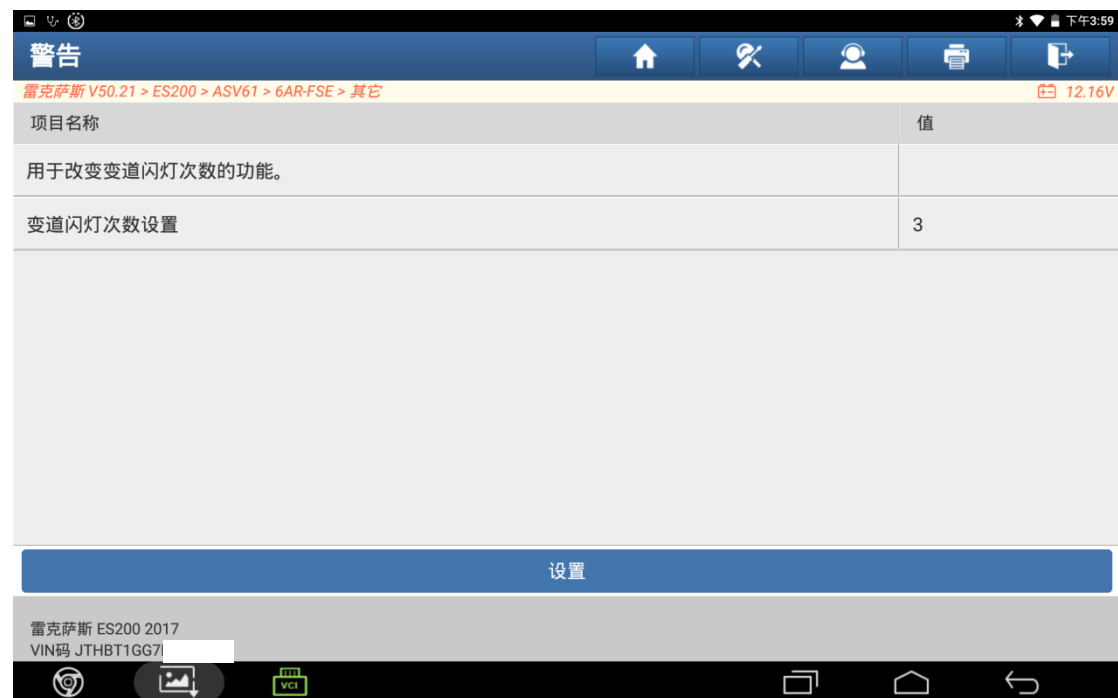 下午3:59
警告
雷克萨斯 V50.21 > ES200 > ASV61 > 6AR-FSE > 其它
12.16V
项目名称
值
用于改变变道闪灯次数的功能。
变道闪灯次数设置
3
设置
雷克萨斯 ES200 2017
VIN码 JTHBT1GG7
VCI